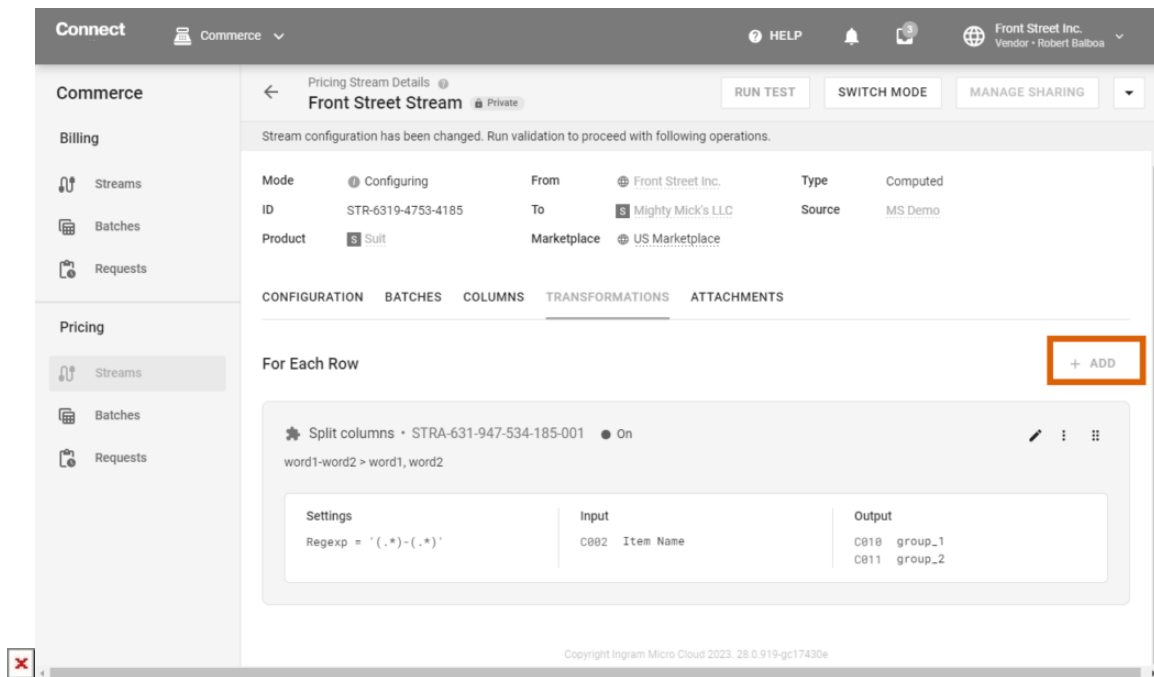 Connect
Commerce
HELP
3
Front Street Inc.
Vendor • Robert Balboa
Commerce
Billing
Streams
Batches
Requests
Pricing
Streams
Batches
Requests
Pricing Stream Details
Front Street Stream Private
RUN TEST
SWITCH MODE
MANAGE SHARING
Stream configuration has been changed. Run validation to proceed with following operations.
Mode Configuring From Front Street Inc. Type Computed
ID STR-6319-4753-4185 To S Mighty Mick's LLC Source MS Demo
Product S Suit Marketplace US Marketplace
CONFIGURATION BATCHES COLUMNS TRANSFORMATIONS ATTACHMENTS
For Each Row + ADD
Split columns • STRA-631-947-534-185-001 On
word1-word2 > word1, word2
Settings Input Output
Regexp = '(.*)-(.*)' C002 Item Name C010 group_1
C011 group_2
Copyright Ingram Micro Cloud 2023. 28.0.919-gc17430e